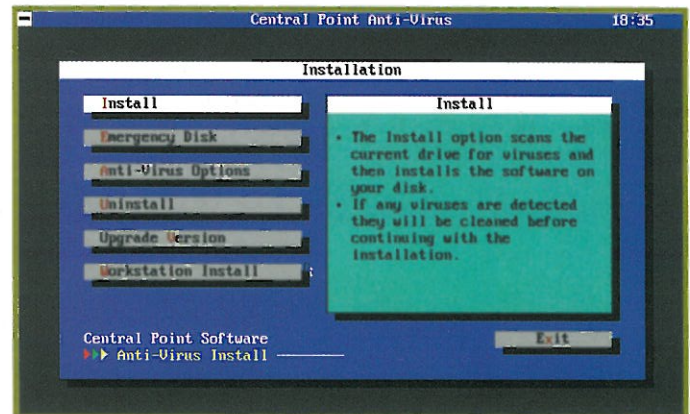 Central Point Anti-Virus 18:35
Installation
Install
Emergency Disk
Anti-Virus Options
Uninstall
Upgrade Version
Workstation Install
Install
• The Install option scans the
current drive for viruses and
then installs the software on
your disk.
• If any viruses are detected
they will be cleaned before
continuing with the
installation.
Central Point Software
Anti-Virus Install
Exit